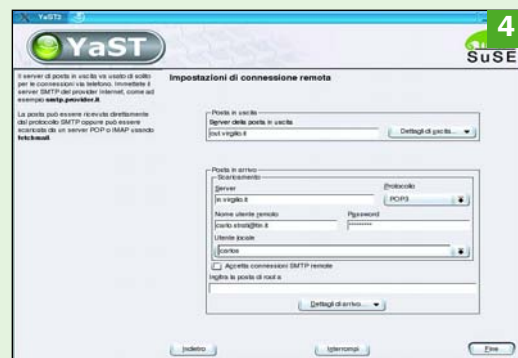 YaST2
4
YaST
SuSE
Il server di posta in uscita va usato di solito
per le connessioni via telefono. Immettete il
server SMTP del provider Internet, come ad
esempio smtp.provider.it.
La posta può essere ricevuta direttamente
dal protocollo SMTP oppure può essere
scaricata da un server POP o IMAP usando
fetchmail.
Impostazioni di connessione remota
Posta in uscita
Server della posta in uscita
out.virgilio.it
Dettagli di uscita...
Posta in arrivo
Scaricamento
Server
in.virgilio.it
Protocollo
POP3
Nome utente remoto
carlo.strati@tin.it
Password
Utente locale
carlos
Accetta connessioni SMTP remote
Inoltra la posta di root a
Dettagli di arrivo...
Indietro
Interrompi
Fine